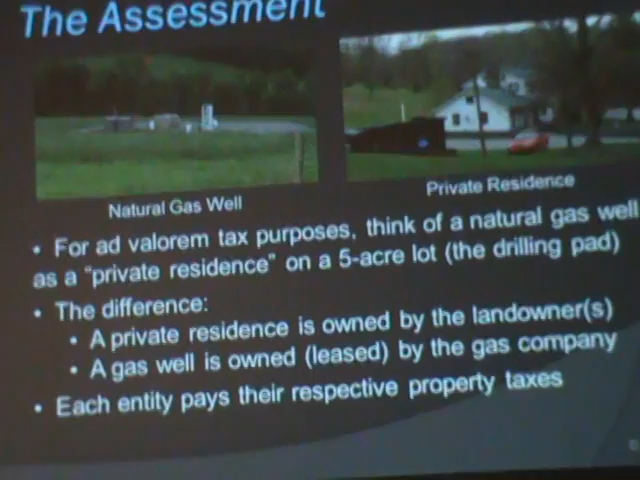 The Assessment
Natural Gas Well
Private Residence
• For ad valorem tax purposes, think of a natural gas well
as a “private residence” on a 5-acre lot (the drilling pad)
• The difference:
• A private residence is owned by the landowner(s)
• A gas well is owned (leased) by the gas company
• Each entity pays their respective property taxes